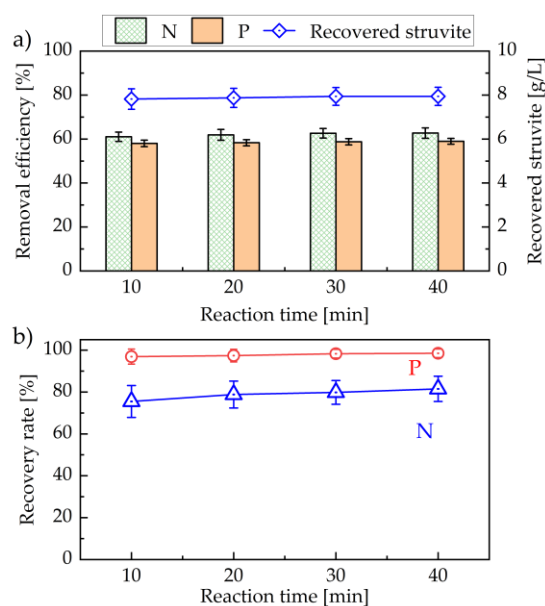 a)
N P Recovered struvite
Removal efficiency [%]
100
80
60
40
20
0
Recovered struvite [g/L]
10
8
6
4
2
0
10 20 30 40
Reaction time [min]
b)
Recovery rate [%]
100
80
60
40
20
0
P
N
10 20 30 40
Reaction time [min]